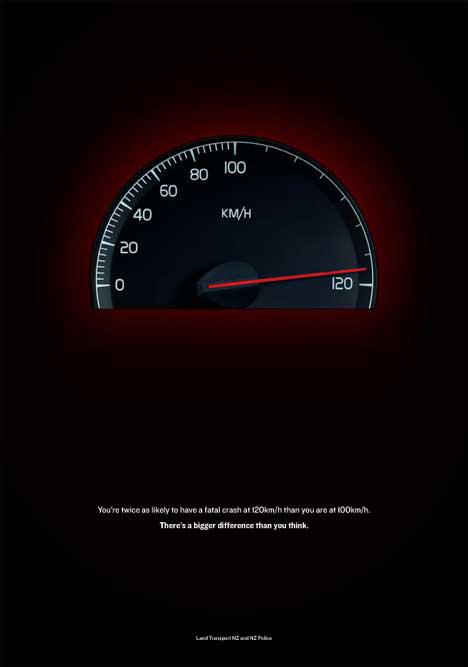 0
20
40
60
80
100
120
KM/H
You're twice as likely to have a fatal crash at 120km/h than you are at 100km/h.
There's a bigger difference than you think.
Land Transport NZ and NZ Police